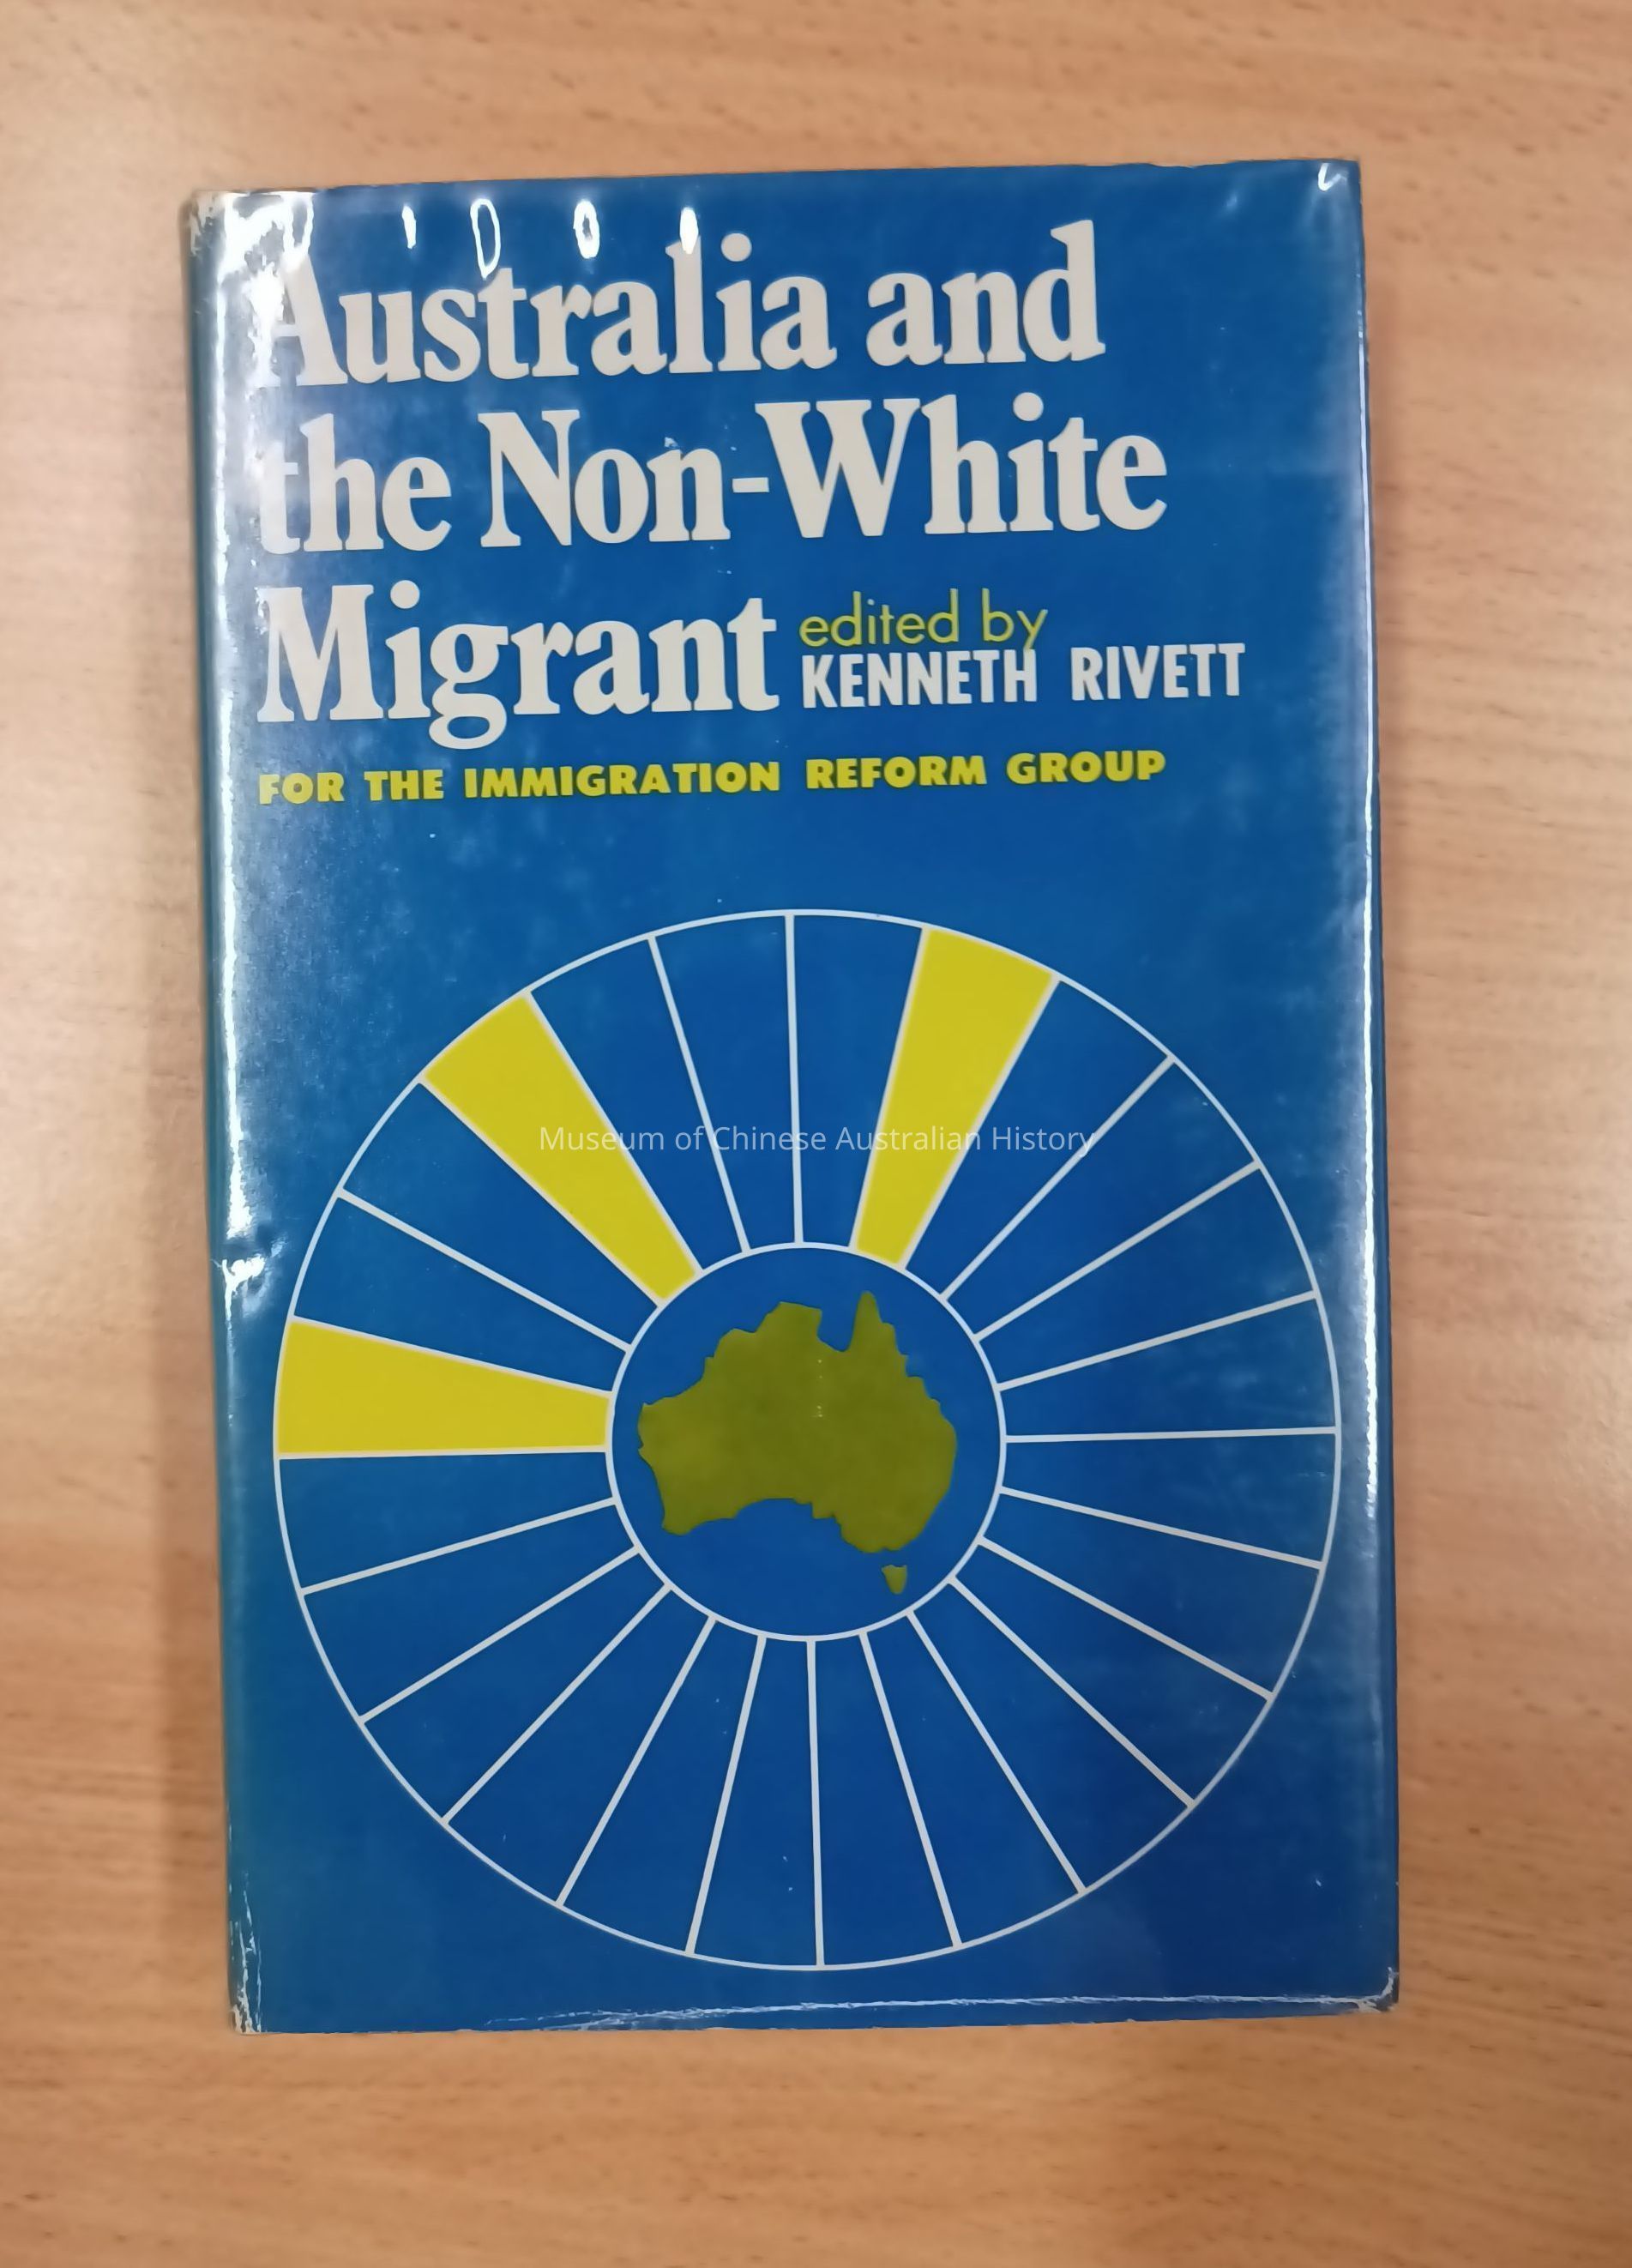 Australia and
the Non-White
Migrant edited by
KENNETH RIVETT
FOR THE IMMIGRATION REFORM GROUP
Museum of Chinese Australian History